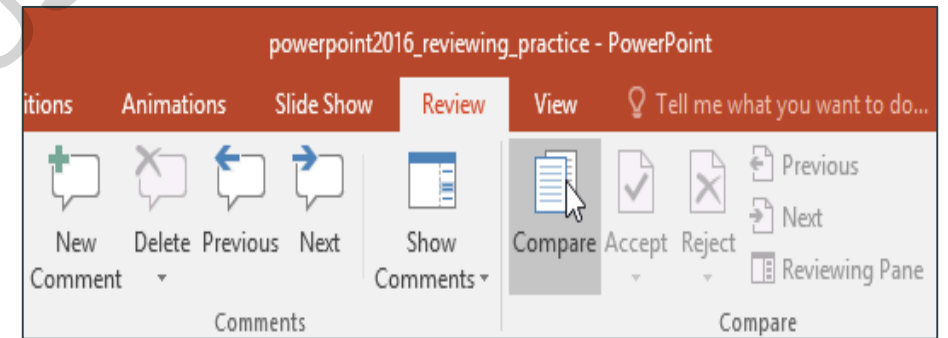 powerpoint2016_reviewing_practice - PowerPoint
itions Animations Slide Show Review View Tell me what you want to do...
New Comment
Delete
Previous
Next
Show Comments
Comments
Compare
Accept
Reject
Previous
Next
Reviewing Pane
Compare